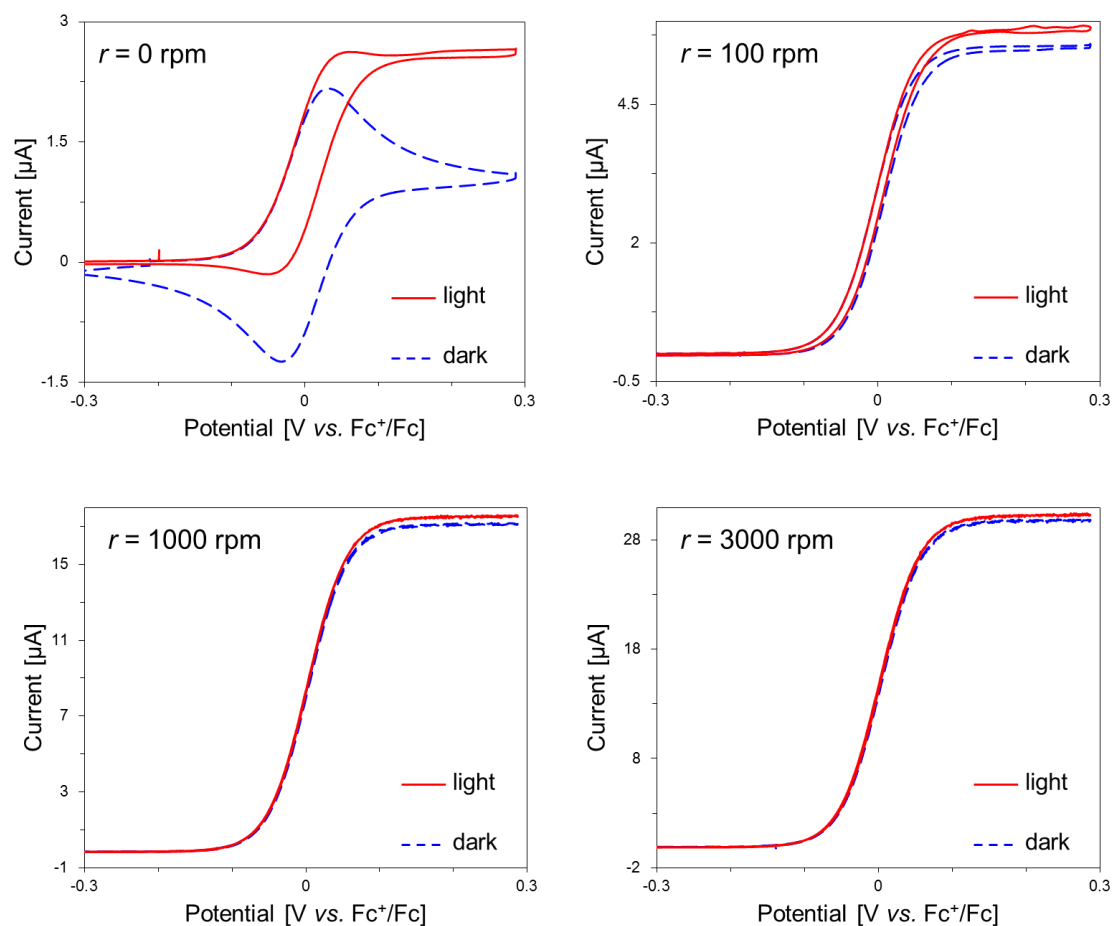 r = 0 rpm
3
1.5
0
-1.5
Current [µA]
light
dark
-0.3
0
0.3
Potential [V vs. Fc⁺/Fc]
r = 100 rpm
4.5
2
-0.5
Current [µA]
light
dark
-0.3
0
0.3
Potential [V vs. Fc⁺/Fc]
r = 1000 rpm
15
11
7
3
-1
Current [µA]
light
dark
-0.3
0
0.3
Potential [V vs. Fc⁺/Fc]
r = 3000 rpm
28
18
8
-2
Current [µA]
light
dark
-0.3
0
0.3
Potential [V vs. Fc⁺/Fc]